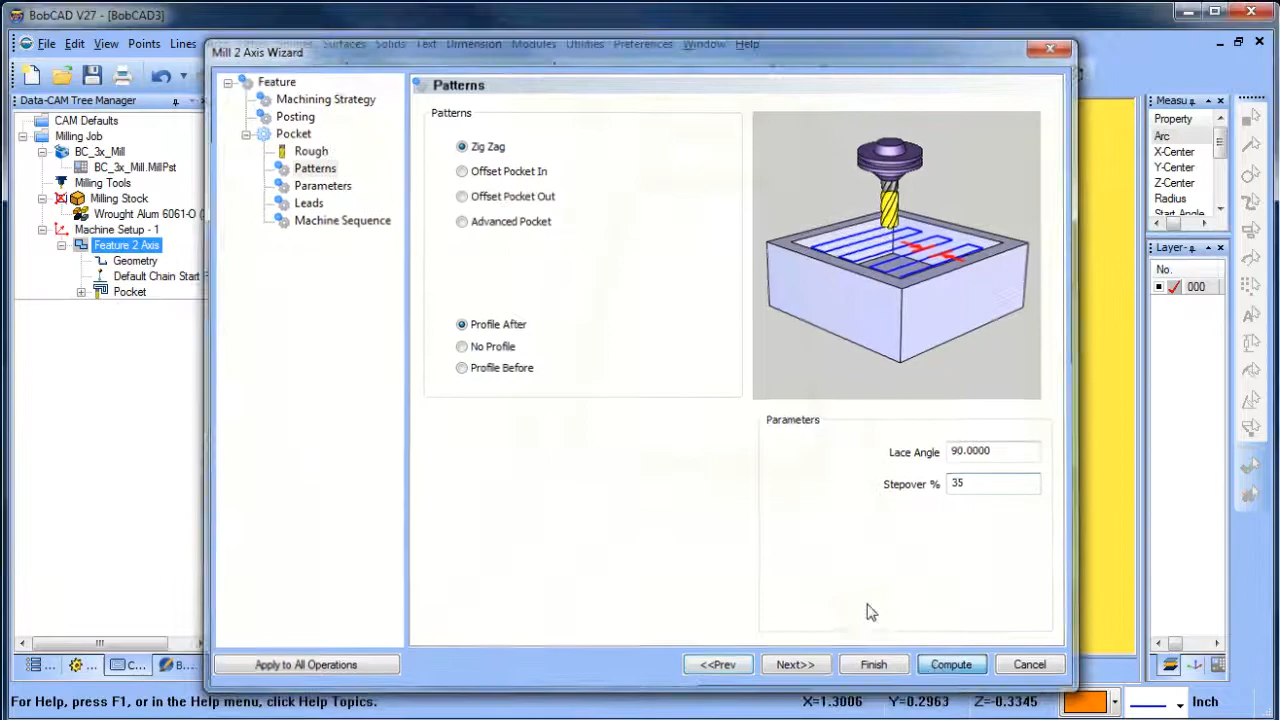 BobCAD V27 - [BobCAD3]
File Edit View Points Lines Surfaces Solids Text Dimension Modules Utilities Preferences Window Help
Mill 2 Axis Wizard
Data-CAM Tree Manager
CAM Defaults
Milling Job
BC_3x_Mill
BC_3x_Mill.MillPst
Milling Tools
Milling Stock
Wrought Alum 6061-O (
Machine Setup - 1
Feature 2 Axis
Geometry
Default Chain Start
Pocket
C...
B...
Feature
Machining Strategy
Posting
Pocket
Rough
Patterns
Parameters
Leads
Machine Sequence
Patterns
Patterns
Zig Zag
Offset Pocket In
Offset Pocket Out
Advanced Pocket
Profile After
No Profile
Profile Before
Parameters
Lace Angle 90.0000
Stepover % 35
Apply to All Operations
<<Prev
Next>>
Finish
Compute
Cancel
Measu
Property
Arc
X-Center
Y-Center
Z-Center
Radius
Start Angle
Layer-
No.
000
For Help, press F1, or in the Help menu, click Help Topics.
X=1.3006 Y=0.2963 Z=-0.3345
Inch